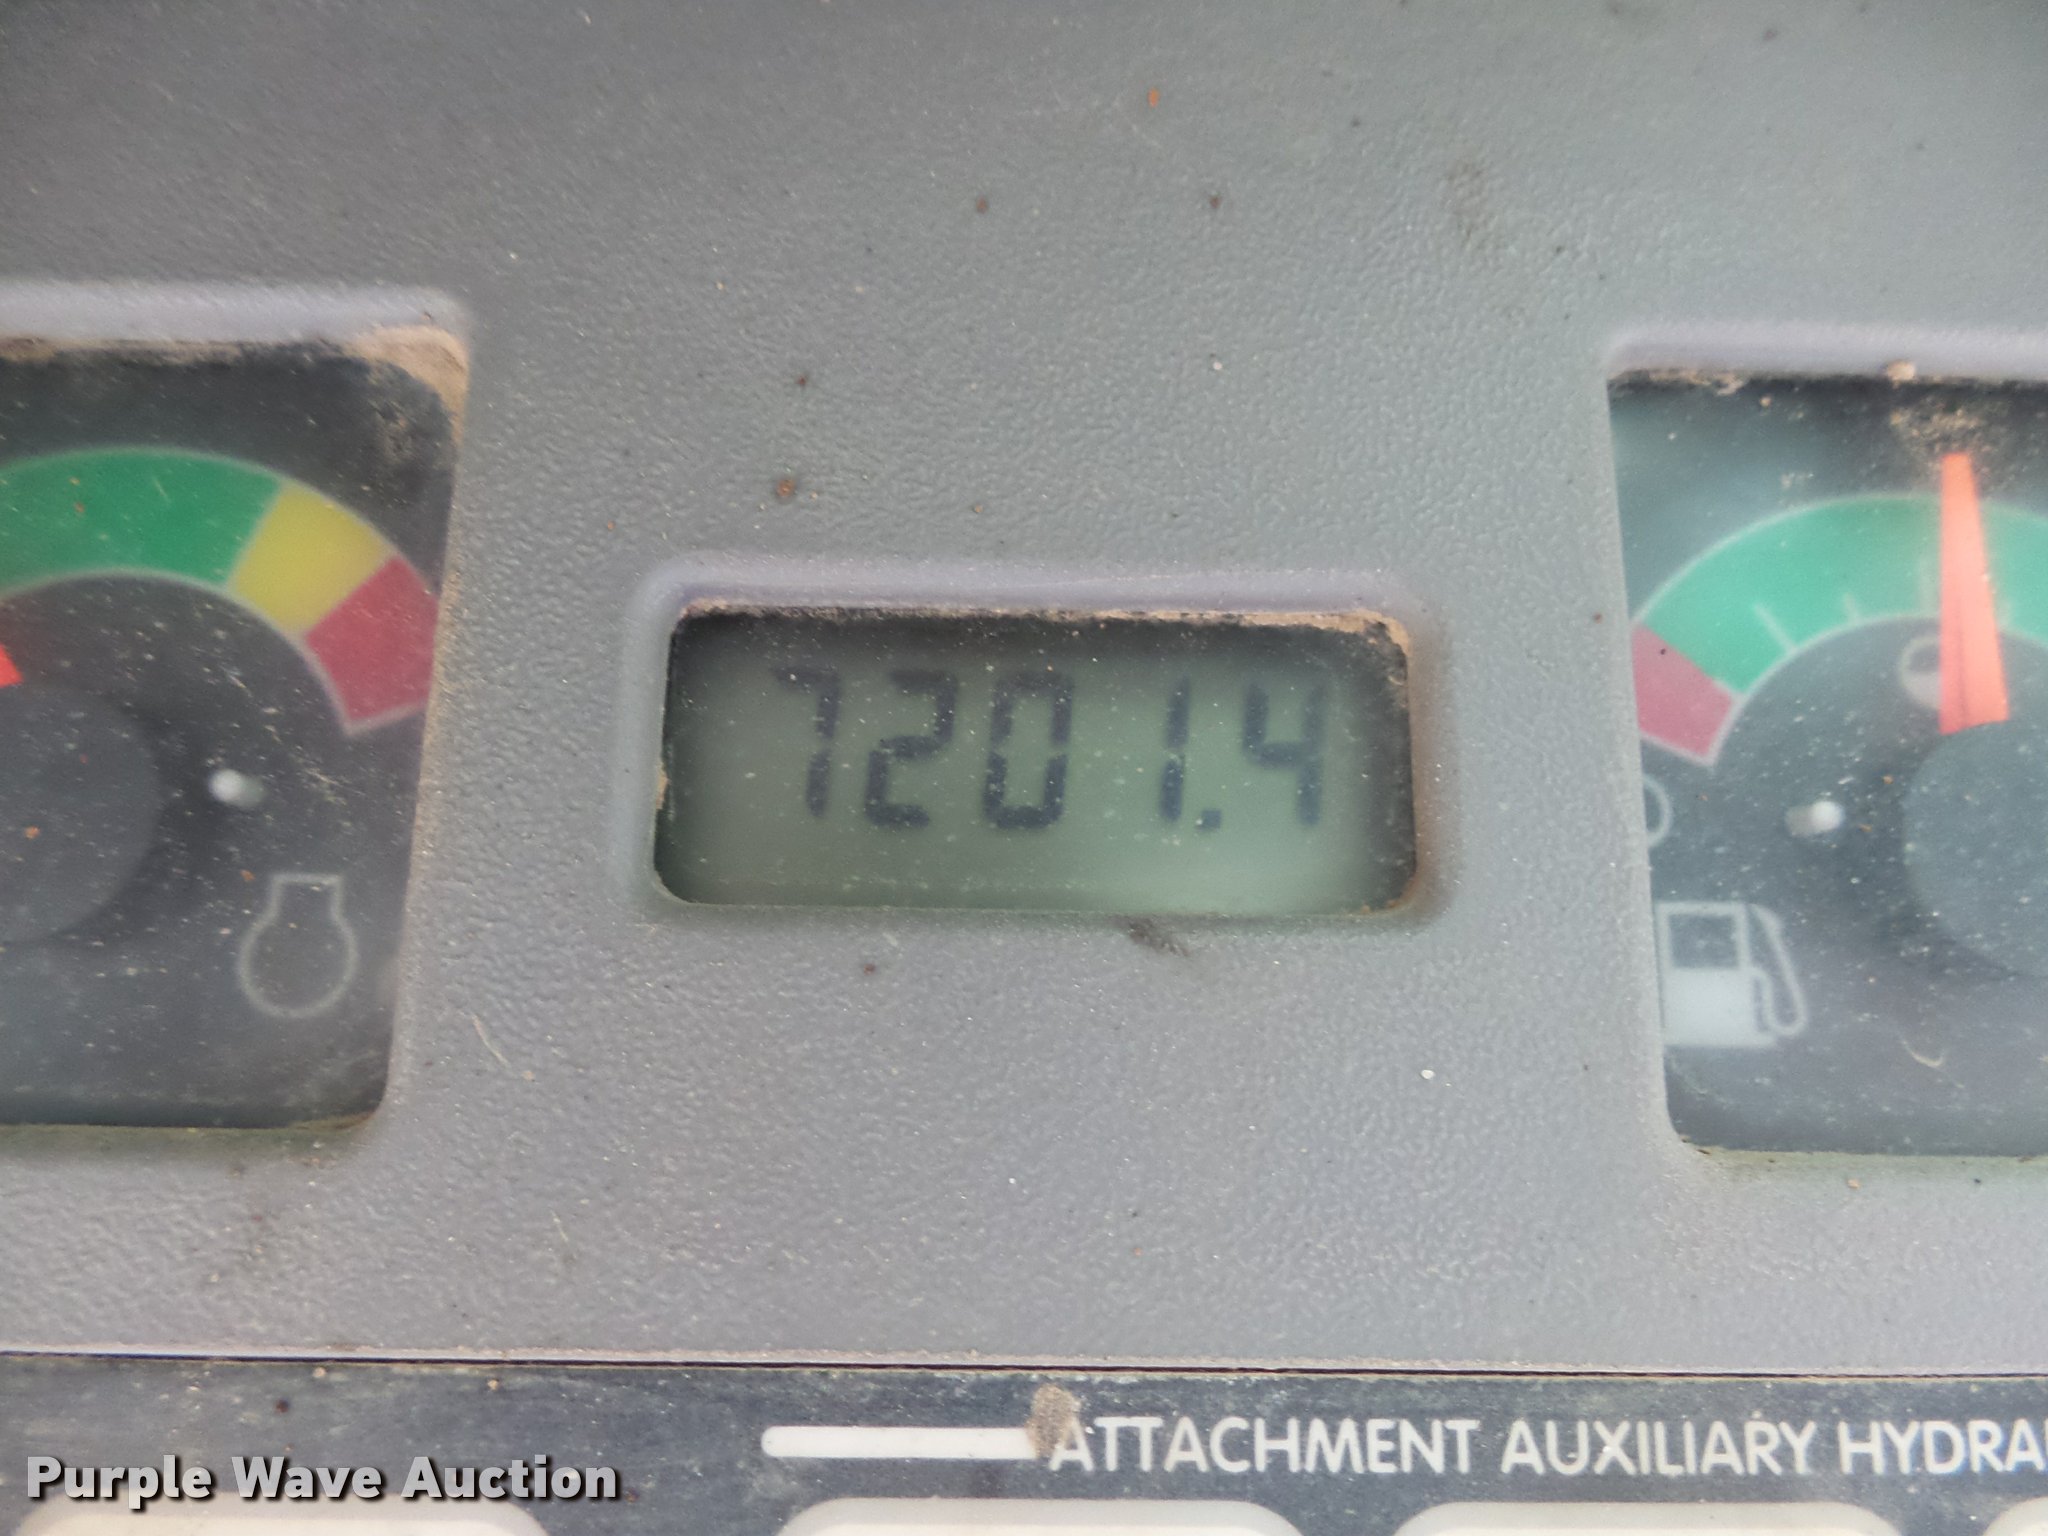 7201.4
ATTACHMENT AUXILIARY HYDRA
Purple Wave Auction